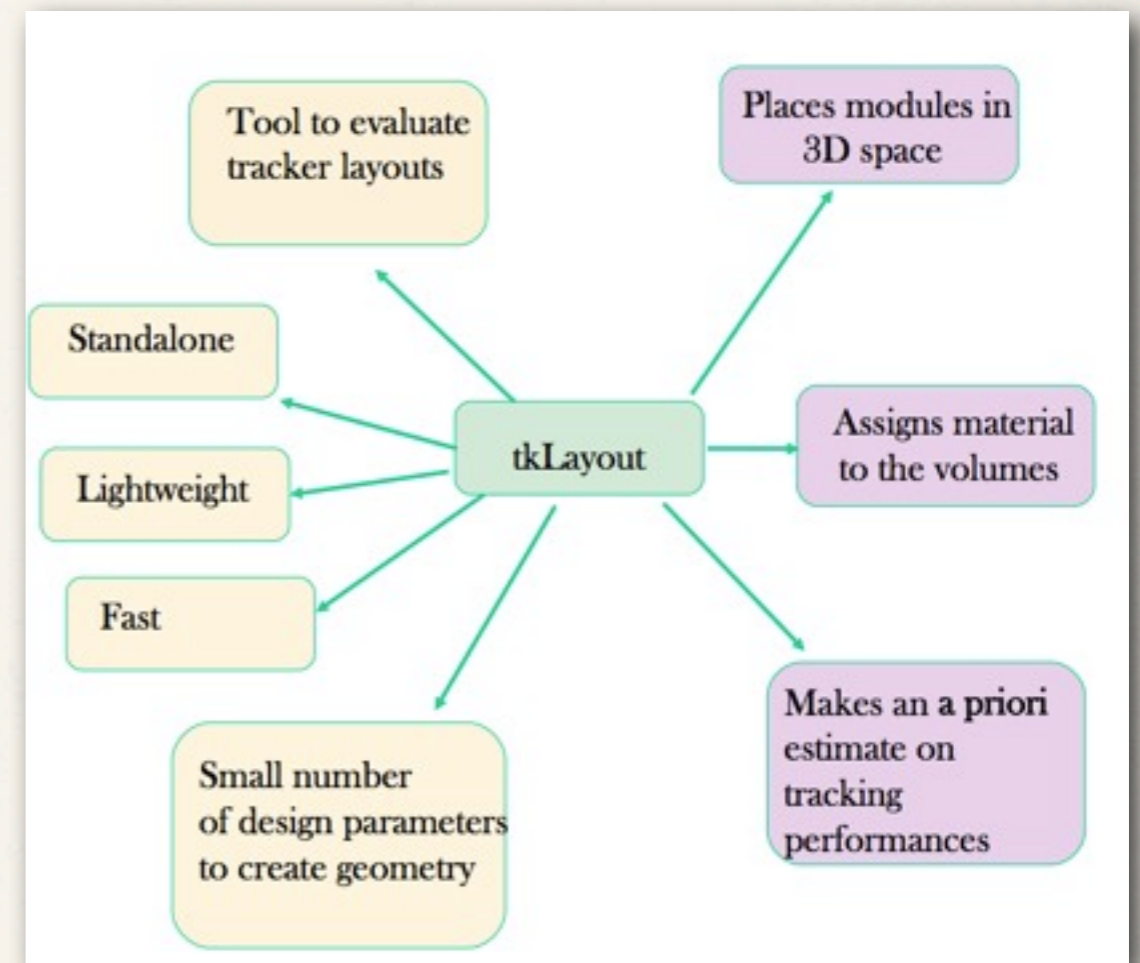 Tool to evaluate
tracker layouts
Places modules in
3D space
Standalone
tkLayout
Assigns material
to the volumes
Lightweight
Fast
Small number
of design parameters
to create geometry
Makes an a priori
estimate on
tracking
performances